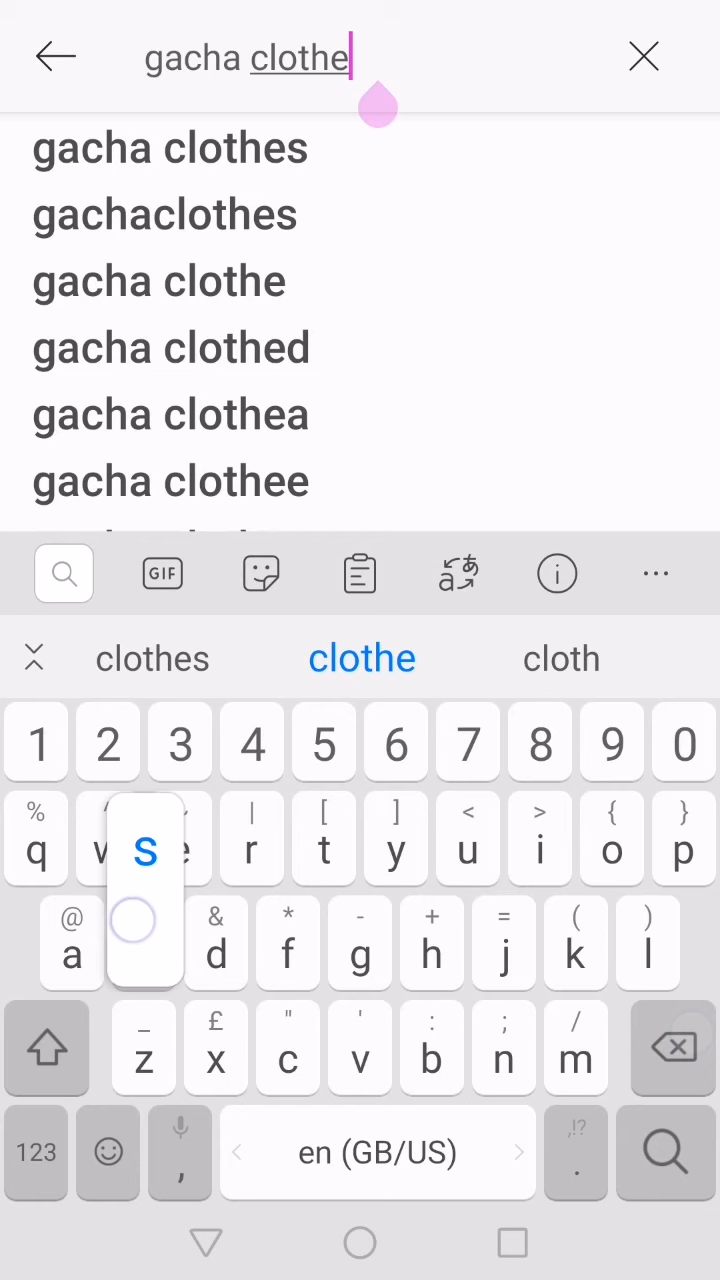 gacha clothe
gacha clothes
gachaclothes
gacha clothe
gacha clothed
gacha clothea
gacha clothee
GIF
clothes clothe cloth
1 2 3 4 5 6 7 8 9 0
% | [ ] < > { }
q w e r t y u i o p
S
@ & * - + = ( )
a d f g h j k l
_ £ " ' : ; /
z x c v b n m
123 , en (GB/US) ,!? .